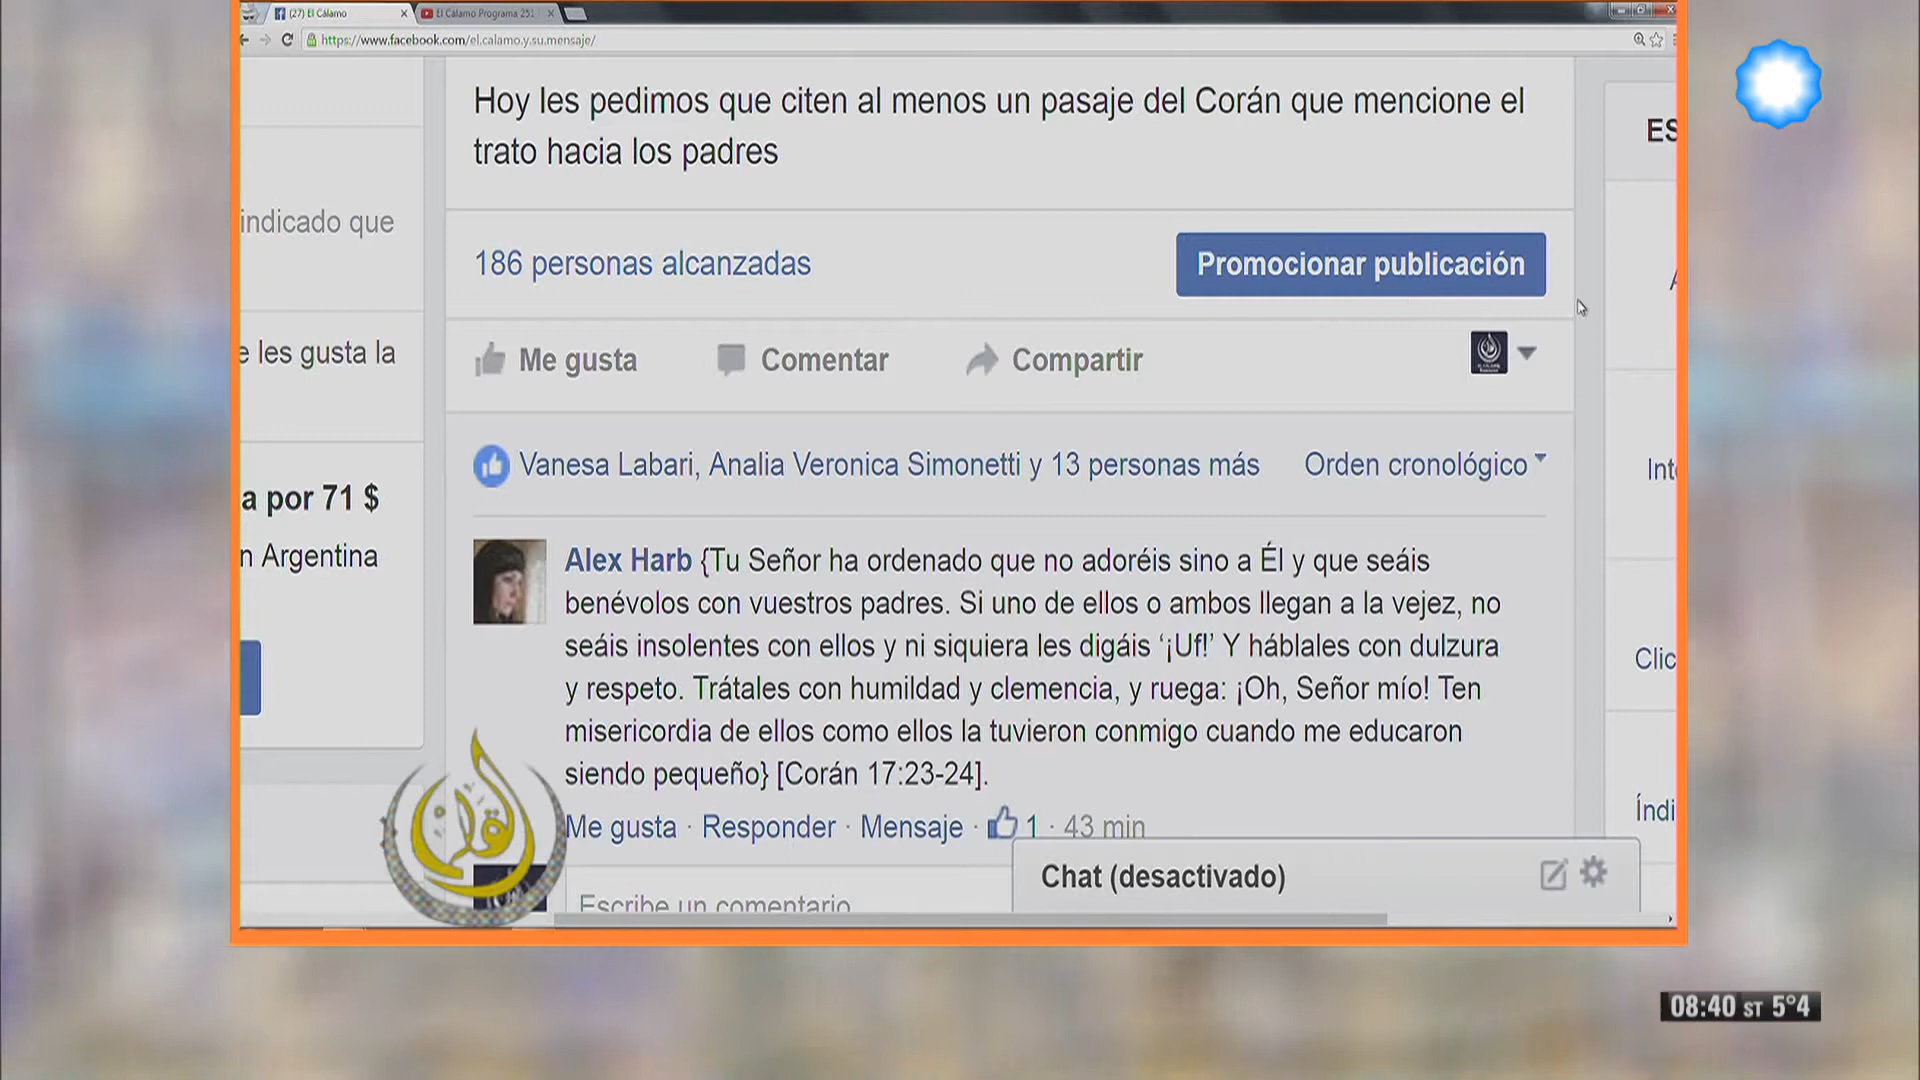 (27) El Cálamo
El Cálamo Programa 251
https://www.facebook.com/el.calamo.y.su.mensaje/
Hoy les pedimos que citen al menos un pasaje del Corán que mencione el
trato hacia los padres
indicado que
186 personas alcanzadas
Promocionar publicación
e les gusta la
Me gusta
Comentar
Compartir
Vanesa Labari, Analia Veronica Simonetti y 13 personas más
Orden cronológico
a por 71 $
n Argentina
Alex Harb {Tu Señor ha ordenado que no adoréis sino a Él y que seáis
benévolos con vuestros padres. Si uno de ellos o ambos llegan a la vejez, no
seáis insolentes con ellos y ni siquiera les digáis ‘¡Uf!’ Y háblales con dulzura
y respeto. Trátales con humildad y clemencia, y ruega: ¡Oh, Señor mío! Ten
misericordia de ellos como ellos la tuvieron conmigo cuando me educaron
siendo pequeño} [Corán 17:23-24].
Me gusta · Responder · Mensaje · 1 · 43 min
Escribe un comentario
Chat (desactivado)
ES
Int
Clic
Índi
08:40 ST 5°4